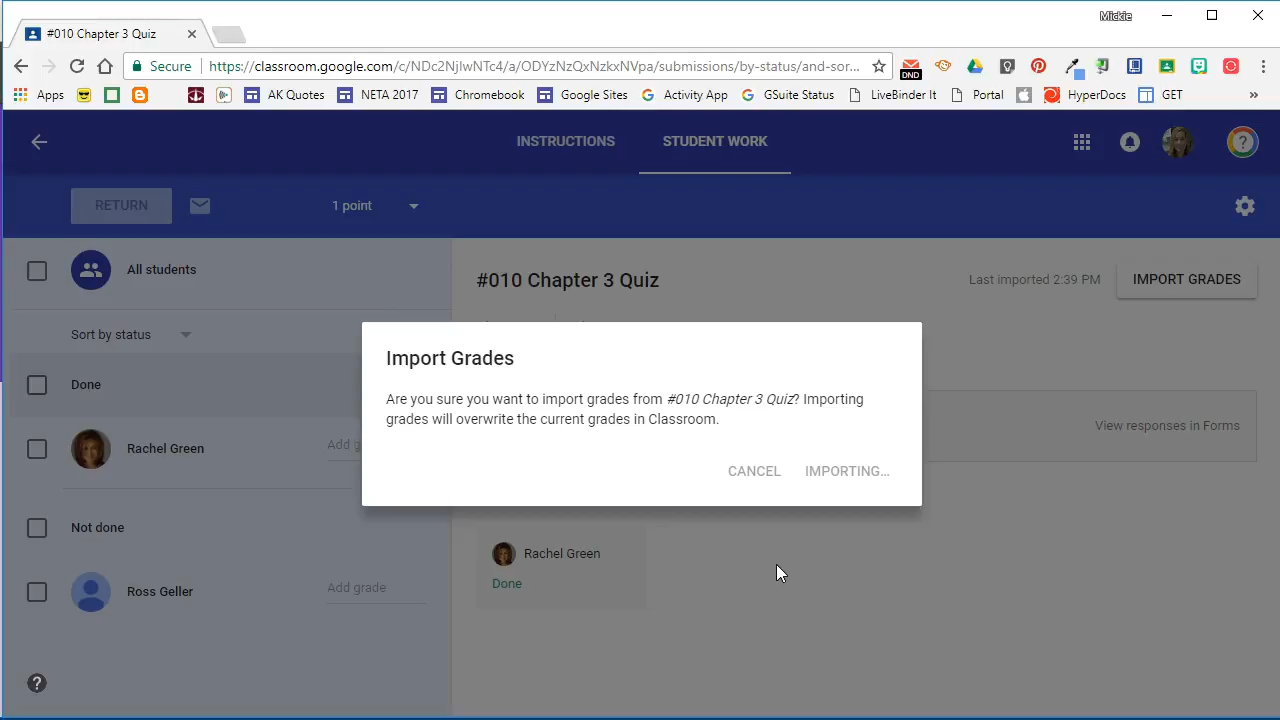 Mickie
#010 Chapter 3 Quiz
Secure https://classroom.google.com/c/NDc2NjIwNTc4/a/ODYzNzQxNzkxNVpa/submissions/by-status/and-sor...
DND
Apps AK Quotes NETA 2017 Chromebook Google Sites Activity App GSuite Status LiveBinder It Portal HyperDocs GET »
INSTRUCTIONS STUDENT WORK
RETURN 1 point
All students
#010 Chapter 3 Quiz Last imported 2:39 PM IMPORT GRADES
Sort by status
Import Grades
Done
Are you sure you want to import grades from #010 Chapter 3 Quiz? Importing
grades will overwrite the current grades in Classroom.
View responses in Forms
Rachel Green Add g
CANCEL IMPORTING...
Not done
Rachel Green
Done
Ross Geller Add grade